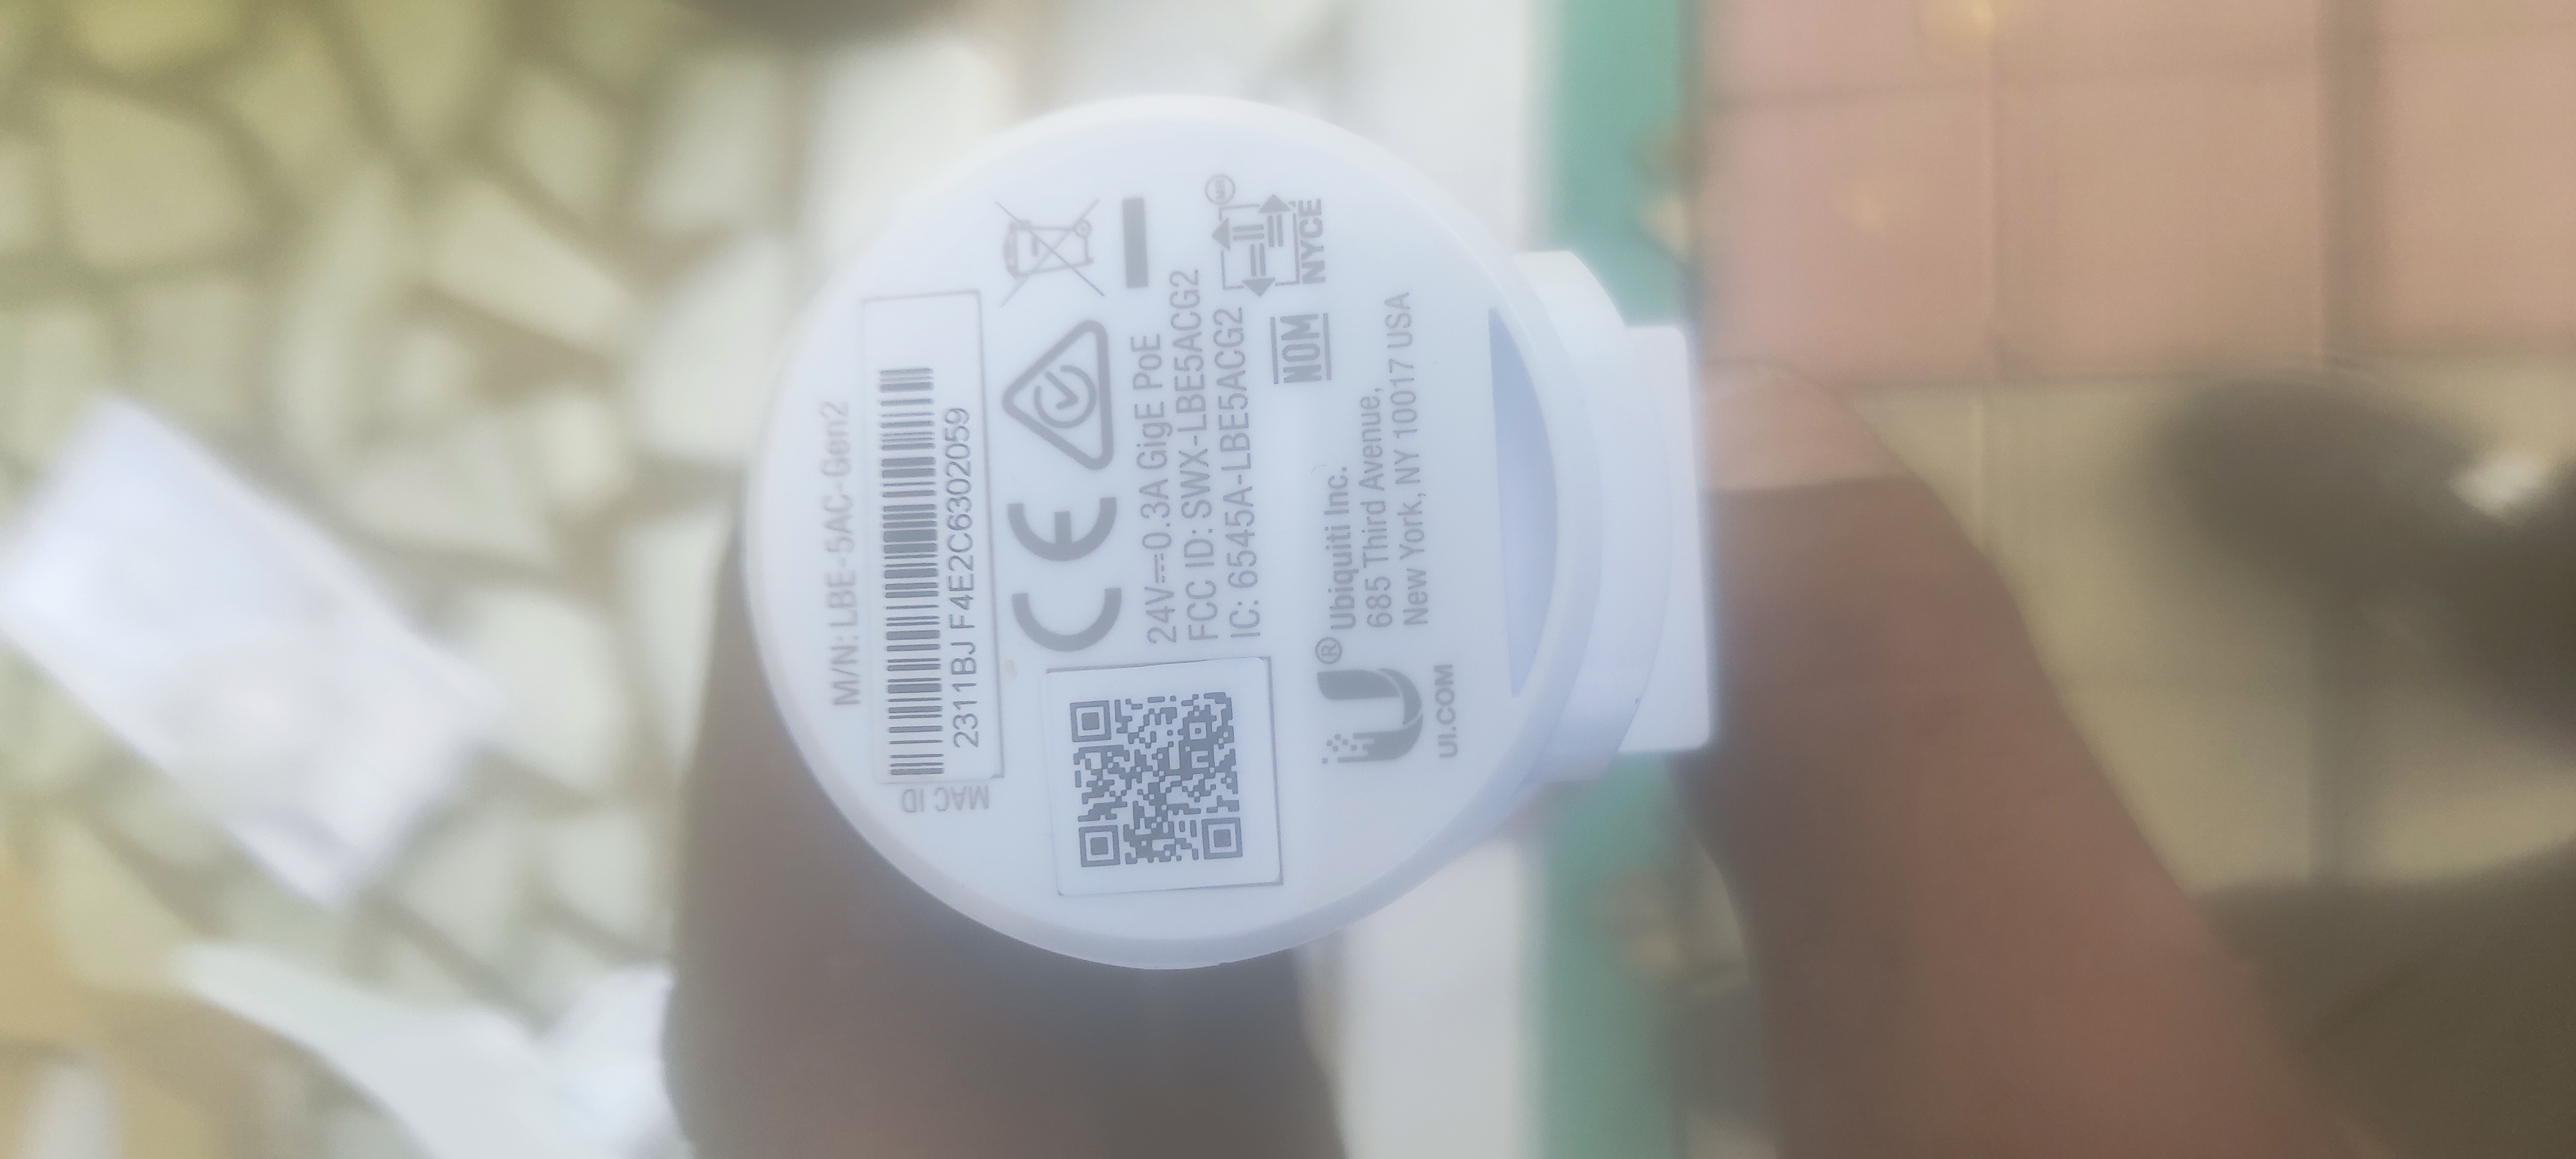 M/N: LBE-5AC-Gen2
MAC ID
2311BJ F4E2C6302059
CE
24V⎓0.3A GigE PoE
FCC ID: SWX-LBE5ACG2
IC: 6545A-LBE5ACG2
NOM
NYCE
U®
Ubiquiti Inc.
685 Third Avenue,
New York, NY 10017 USA
UI.COM